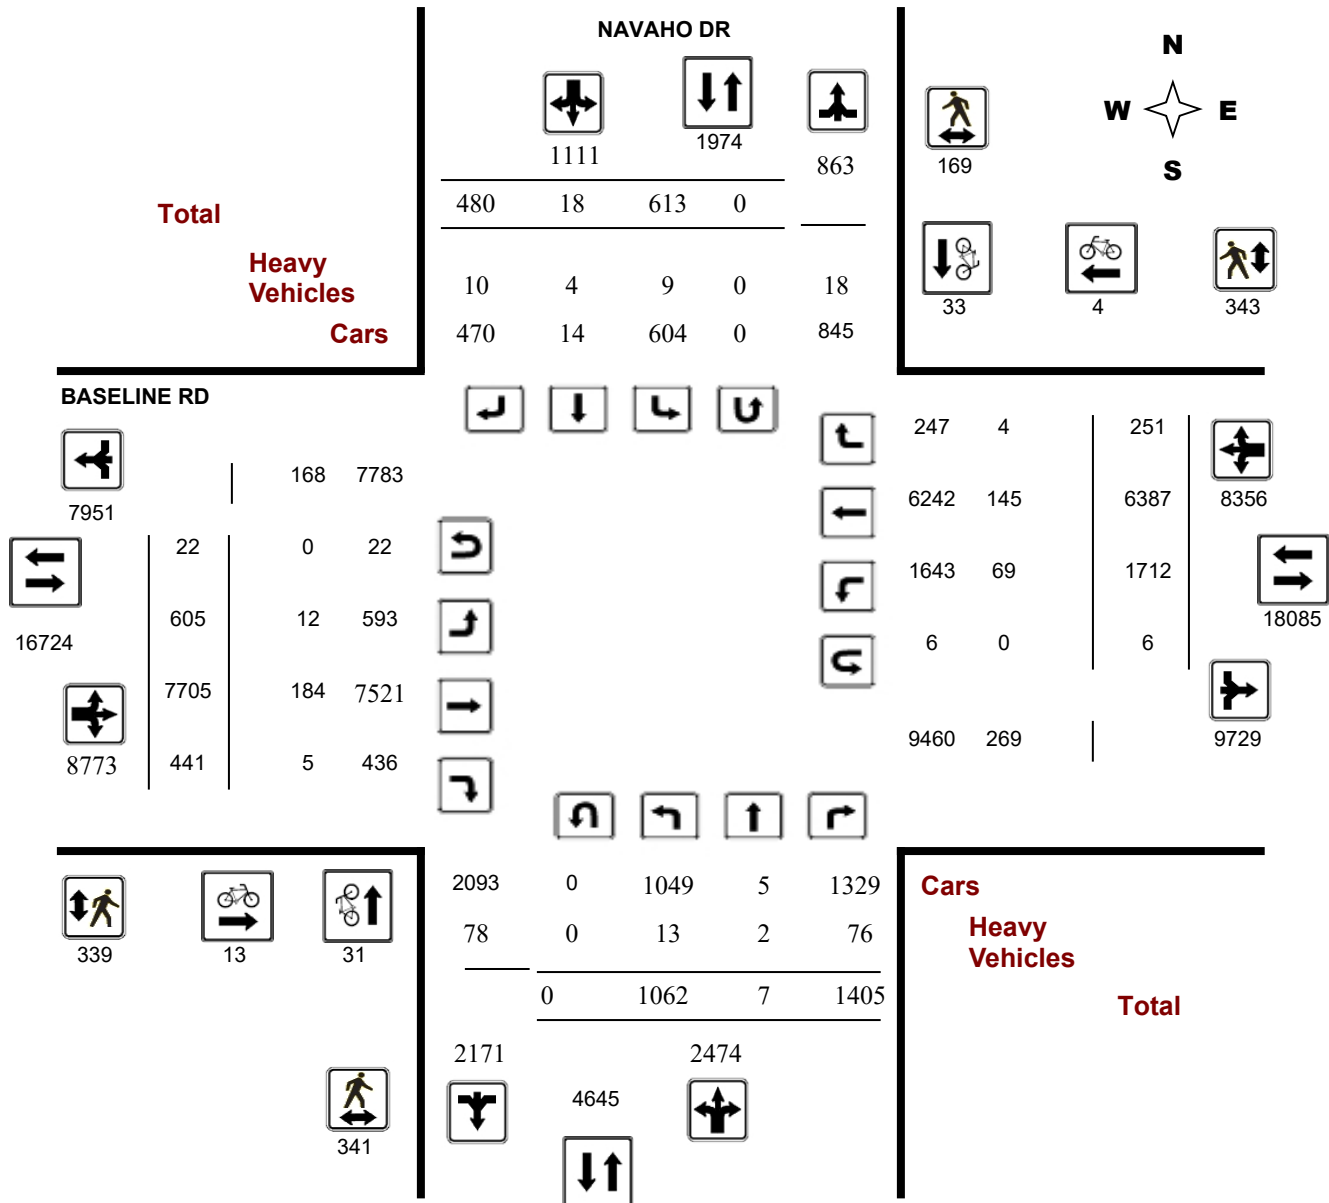 NAVAHO DR
N
W E
S
1111 1974 863 169
Total 480 18 613 0
Heavy
Vehicles
10 4 9 0 18
33 4 343
Cars 470 14 604 0 845
BASELINE RD
247 4 251
168 7783
6242 145 6387 8356
7951
22 0 22
1643 69 1712
605 12 593
18085
16724
6 0 6
7705 184 7521
9460 269 9729
8773 441 5 436
2093 0 1049 5 1329
Cars
78 0 13 2 76
Heavy
Vehicles
339 13 31
0 1062 7 1405
Total
2171 2474
4645
341